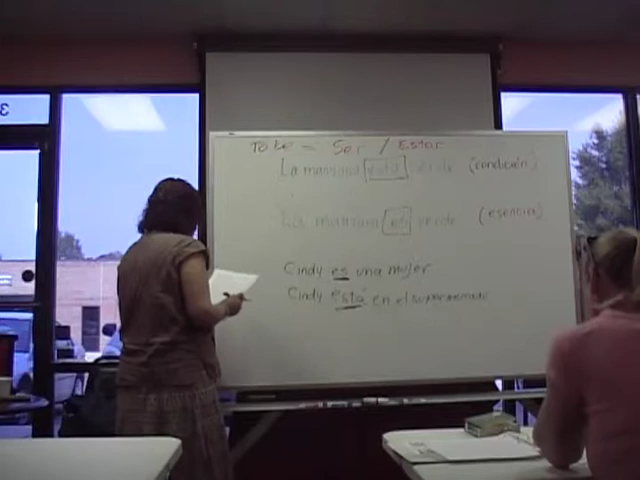 To be = Ser / Estar
La manzana está verde (condición)
La manzana es verde (esencia)
Cindy es una mujer
Cindy está en el supermercado
3